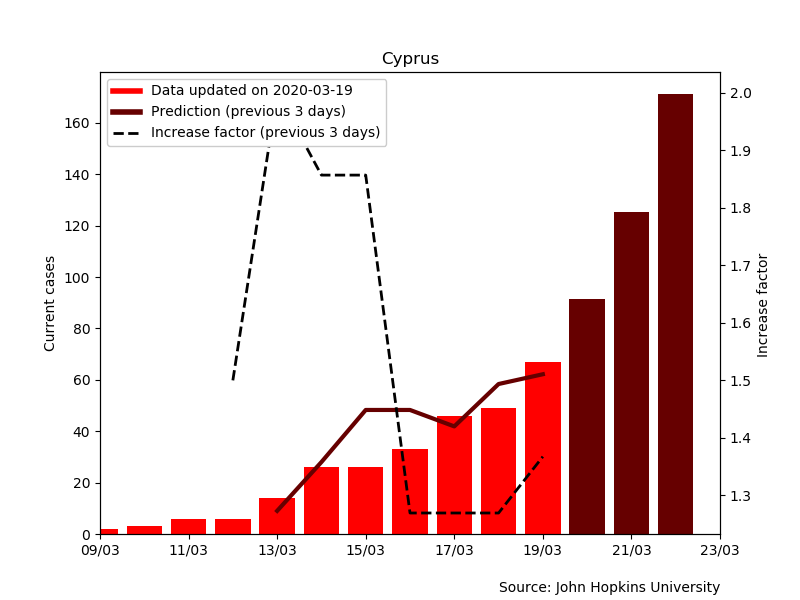 Cyprus
Data updated on 2020-03-19
Prediction (previous 3 days)
Increase factor (previous 3 days)
Current cases
160
140
120
100
80
60
40
20
0
2.0
1.9
1.8
1.7
1.6
1.5
1.4
1.3
Increase factor
09/03 11/03 13/03 15/03 17/03 19/03 21/03 23/03
Source: John Hopkins University